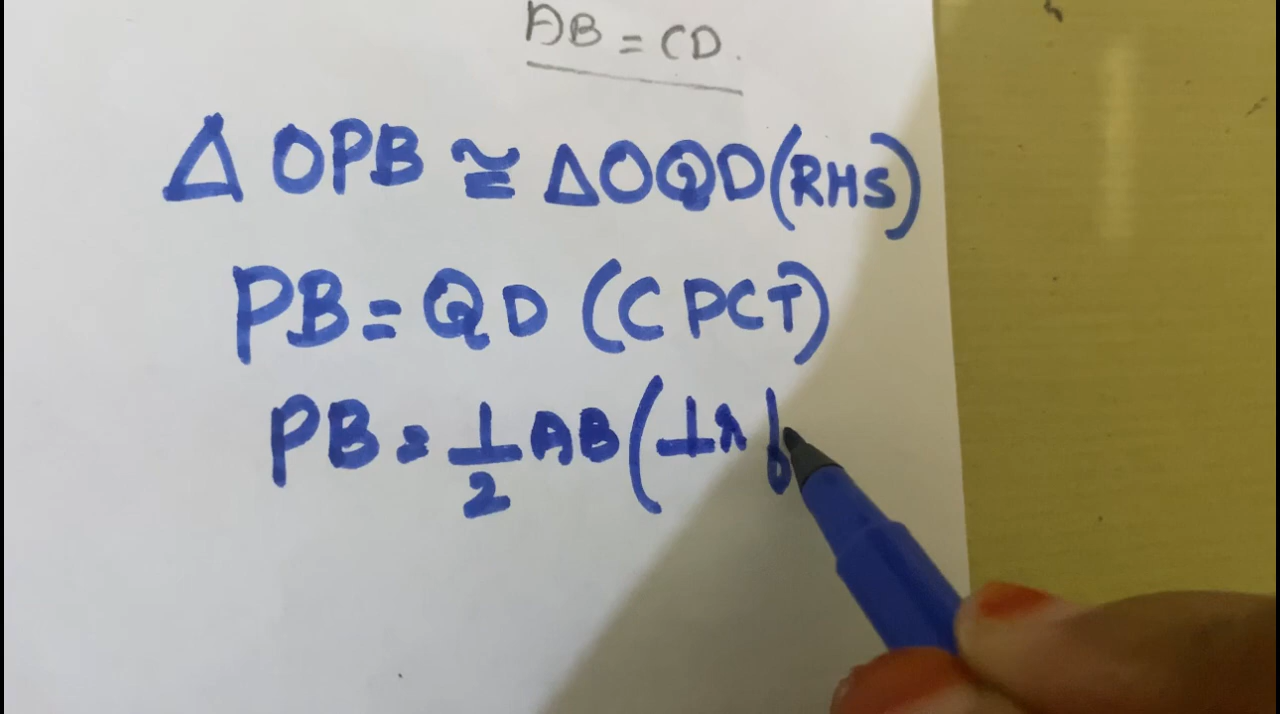 AB = CD.
Δ OPB ≅ ΔOQD (RHS)
PB = QD (CPCT)
PB = 1/2 AB (⊥r